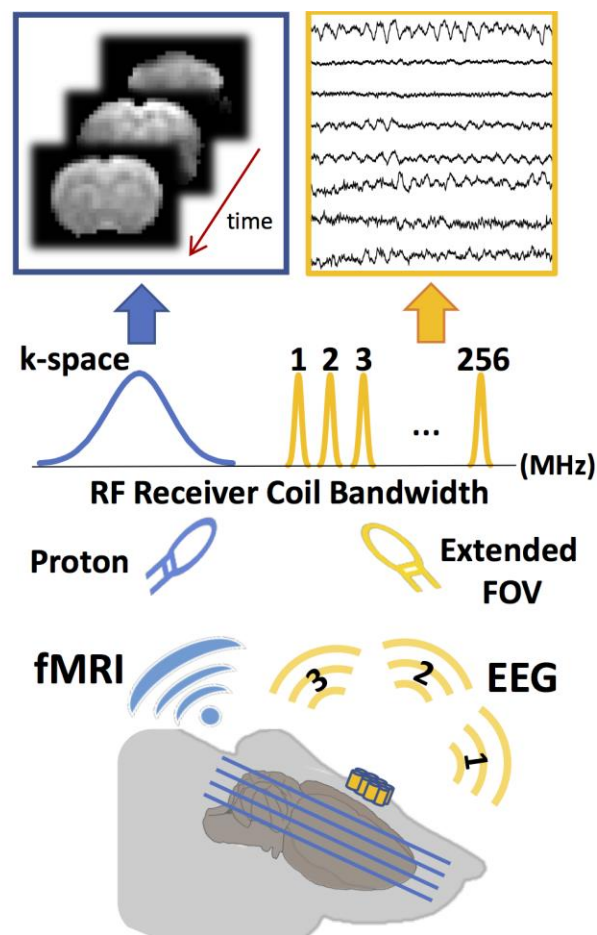 time
k-space
1 2 3 ... 256
(MHz)
RF Receiver Coil Bandwidth
Proton
Extended
FOV
fMRI
3
2
EEG
1